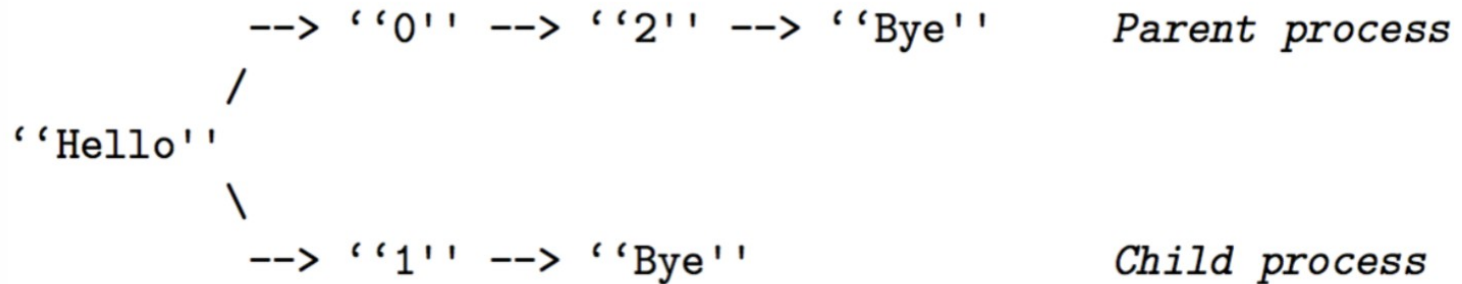 --> ‘‘0'' --> ‘‘2'' --> ‘‘Bye'' Parent process
/
‘‘Hello''
\
--> ‘‘1'' --> ‘‘Bye'' Child process